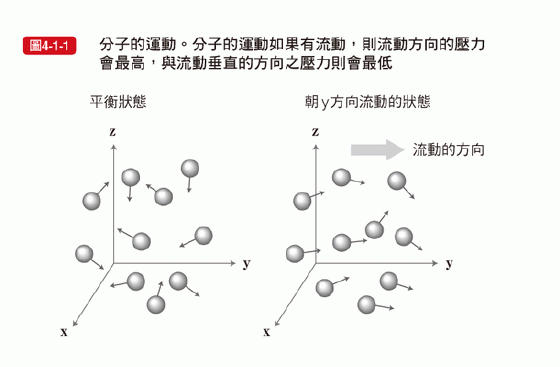 圖4-1-1
分子的運動。分子的運動如果有流動，則流動方向的壓力
會最高，與流動垂直的方向之壓力則會最低
平衡狀態
朝y方向流動的狀態
z
z
流動的方向
y
y
x
x